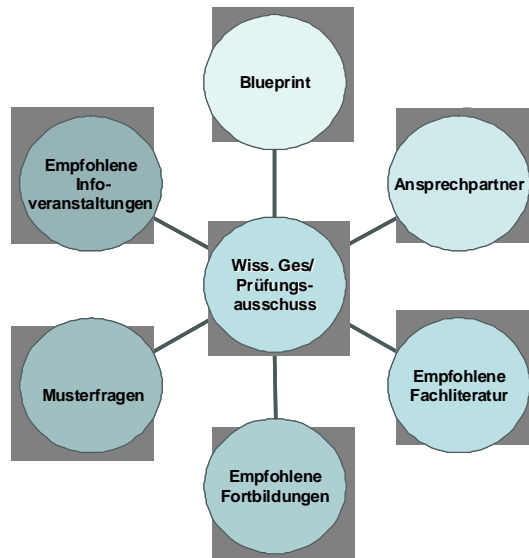 Blueprint
Empfohlene
Info-
veranstaltungen
Ansprechpartner
Wiss. Ges/
Prüfungs-
ausschuss
Musterfragen
Empfohlene
Fachliteratur
Empfohlene
Fortbildungen